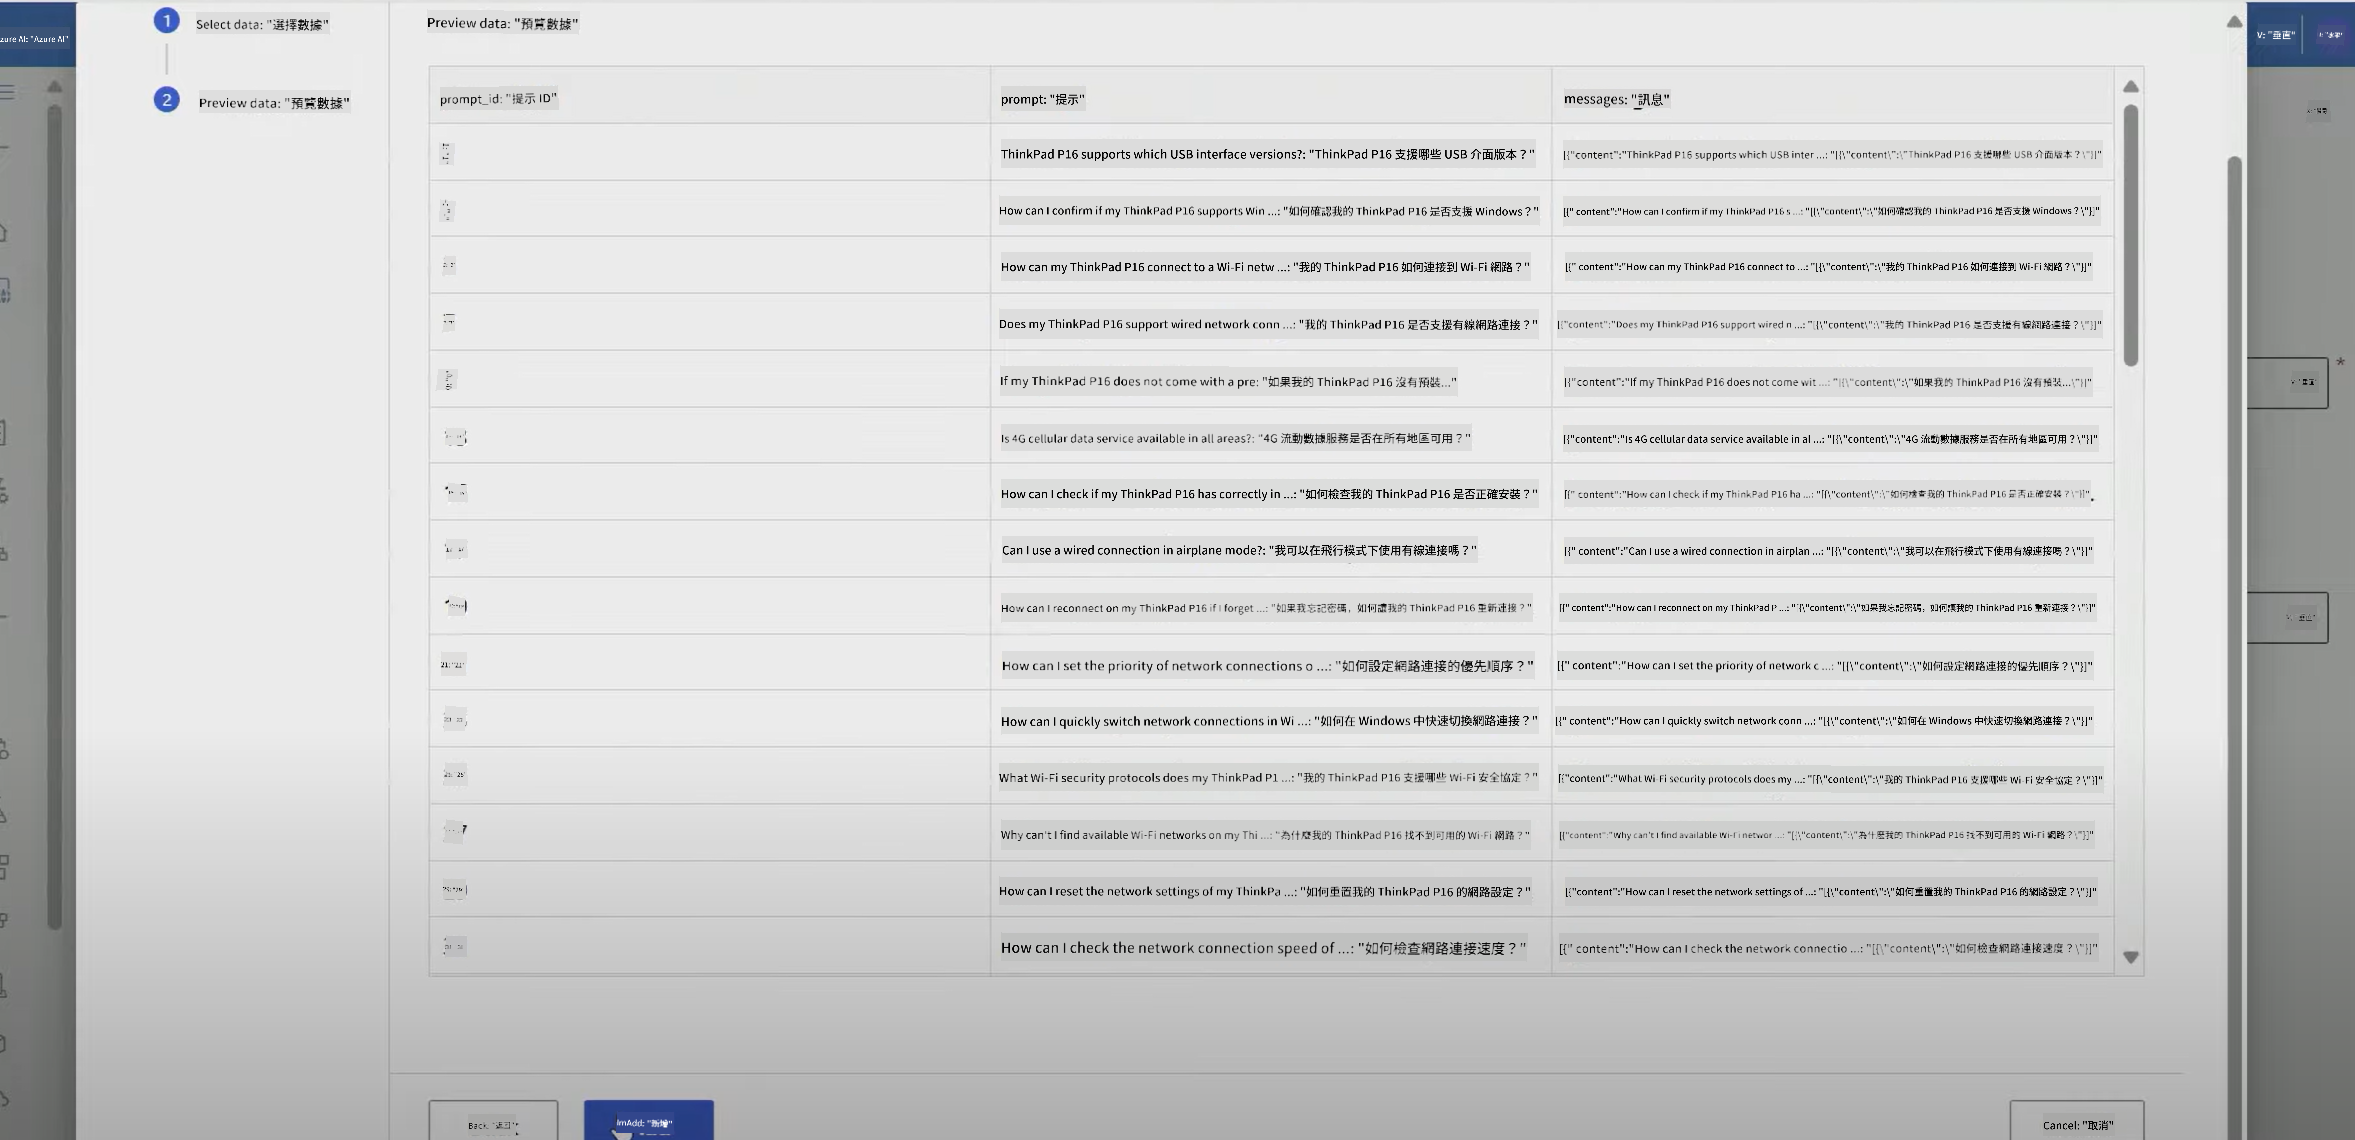 Azure AI: "Azure AI"
V: "垂直"
1
Select data: "選擇數據"
2
Preview data: "預覽數據"
Preview data: "預覽數據"
prompt_id: "提示 ID" prompt: "提示" messages: "訊息"
ThinkPad P16 supports which USB interface versions?: "ThinkPad P16 支援哪些 USB 介面版本？" [{"content":"ThinkPad P16 supports which USB inter ...: "[{\"content\":\"ThinkPad P16 支援哪些 USB 介面版本？\"}]"
How can I confirm if my ThinkPad P16 supports Win ...: "如何確認我的 ThinkPad P16 是否支援 Windows？" [{" content":"How can I confirm if my ThinkPad P16 s ...: "[{\"content\":\"如何確認我的 ThinkPad P16 是否支援 Windows？\"}]"
How can my ThinkPad P16 connect to a Wi-Fi netw ...: "我的 ThinkPad P16 如何連接到 Wi-Fi 網路？" [{" content":"How can my ThinkPad P16 connect to ...: "[{\"content\":\"我的 ThinkPad P16 如何連接到 Wi-Fi 網路？\"}]"
Does my ThinkPad P16 support wired network conn ...: "我的 ThinkPad P16 是否支援有線網路連接？" [{"content":"Does my ThinkPad P16 support wired n ...: "[{\"content\":\"我的 ThinkPad P16 是否支援有線網路連接？\"}]"
If my ThinkPad P16 does not come with a pre: "如果我的 ThinkPad P16 沒有預裝..." [{"content":"If my ThinkPad P16 does not come wit ...: "[{\"content\":\"如果我的 ThinkPad P16 沒有預裝...\"}]"
Is 4G cellular data service available in all areas?: "4G 流動數據服務是否在所有地區可用？" [{"content":"Is 4G cellular data service available in al ...: "[{\"content\":\"4G 流動數據服務是否在所有地區可用？\"}]"
How can I check if my ThinkPad P16 has correctly in ...: "如何檢查我的 ThinkPad P16 是否正確安裝？" [{" content":"How can I check if my ThinkPad P16 ha ...: "[{\"content\":\"如何檢查我的 ThinkPad P16 是否正確安裝？\"}]"
Can I use a wired connection in airplane mode?: "我可以在飛行模式下使用有線連接嗎？" [{" content":"Can I use a wired connection in airplan ...: "[{\"content\":\"我可以在飛行模式下使用有線連接嗎？\"}]"
How can I reconnect on my ThinkPad P16 if I forget ...: "如果我忘記密碼，如何讓我的 ThinkPad P16 重新連接？" [{" content":"How can I reconnect on my ThinkPad P ...: "[{\"content\":\"如果我忘記密碼，如何讓我的 ThinkPad P16 重新連接？\"}]"
21: "21" How can I set the priority of network connections o ...: "如何設定網路連接的優先順序？" [{" content":"How can I set the priority of network c ...: "[{\"content\":\"如何設定網路連接的優先順序？\"}]"
How can I quickly switch network connections in Wi ...: "如何在 Windows 中快速切換網路連接？" [{" content":"How can I quickly switch network conn ...: "[{\"content\":\"如何在 Windows 中快速切換網路連接？\"}]"
What Wi-Fi security protocols does my ThinkPad P1 ...: "我的 ThinkPad P16 支援哪些 Wi-Fi 安全協定？" [{"content":"What Wi-Fi security protocols does my ...: "[{\"content\":\"我的 ThinkPad P16 支援哪些 Wi-Fi 安全協定？\"}]"
Why can't I find available Wi-Fi networks on my Thi ...: "為什麼我的 ThinkPad P16 找不到可用的 Wi-Fi 網路？" [{"content":"Why can't I find available Wi-Fi networ ...: "[{\"content\":\"為什麼我的 ThinkPad P16 找不到可用的 Wi-Fi 網路？\"}]"
How can I reset the network settings of my ThinkPa ...: "如何重置我的 ThinkPad P16 的網路設定？" [{"content":"How can I reset the network settings of ...: "[{\"content\":\"如何重置我的 ThinkPad P16 的網路設定？\"}]"
How can I check the network connection speed of ...: "如何檢查網路連接速度？" [{" content":"How can I check the network connectio ...: "[{\"content\":\"如何檢查網路連接速度？\"}]"
Back: "返回" ImAdd: "新增" Cancel: "取消"